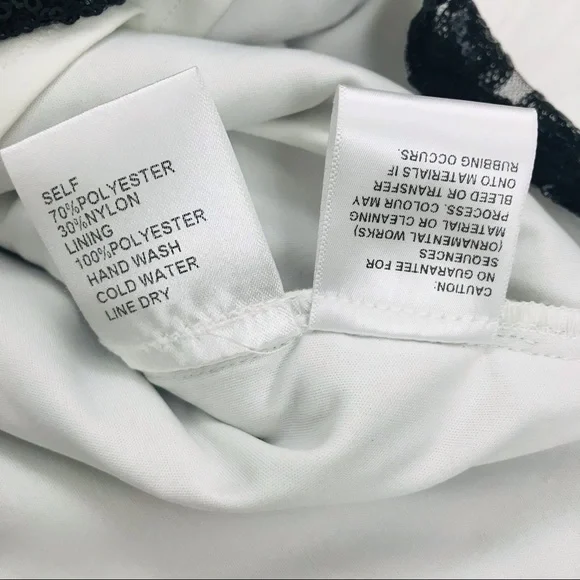 SELF
70%POLYESTER
30%NYLON
LINING
100%POLYESTER
HAND WASH
COLD WATER
LINE DRY
CAUTION:
NO GUARANTEE FOR
SEQUENCES
(ORNAMENTAL WORKS)
MATERIAL OR CLEANING
PROCESS. COLOUR MAY
BLEED OR TRANSFER
ONTO MATERIALS IF
RUBBING OCCURS.